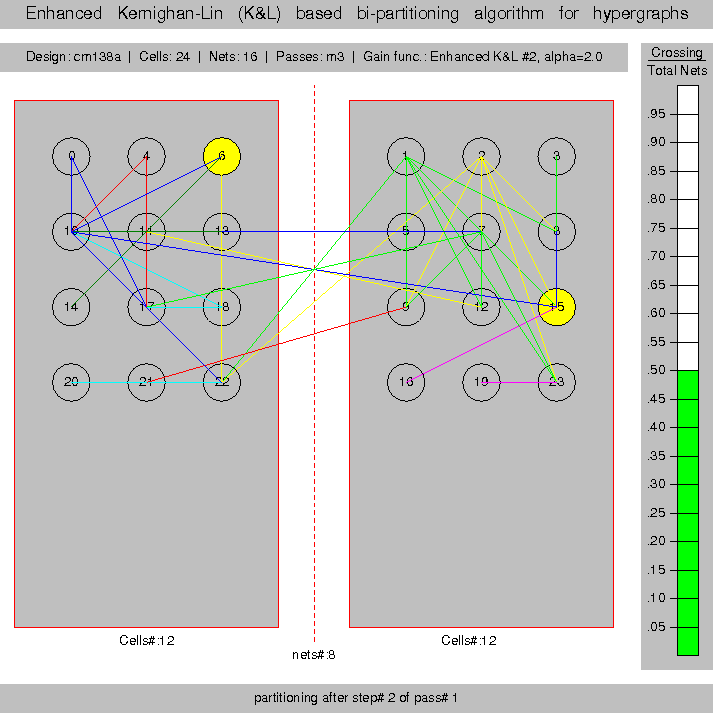 Enhanced Kernighan-Lin (K&L) based bi-partitioning algorithm for hypergraphs
Design: cm138a | Cells: 24 | Nets: 16 | Passes: m3 | Gain func.: Enhanced K&L #2, alpha=2.0
Crossing
Total Nets
.95
.90
.85
.80
.75
.70
.65
.60
.55
.50
.45
.40
.35
.30
.25
.20
.15
.10
.05
0 4 6 1 2 3
10 11 13 5 7 8
14 17 18 9 12 15
20 21 22 16 19 23
Cells#:12 Cells#:12
nets#:8
partitioning after step# 2 of pass# 1